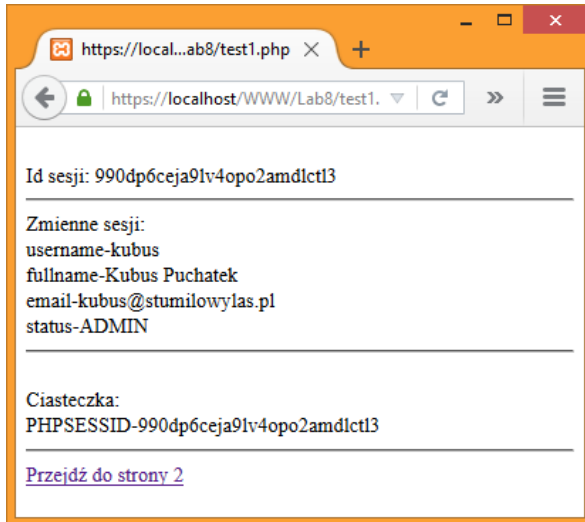 https://local...ab8/test1.php
https://localhost/WWW/Lab8/test1.
Id sesji: 990dp6ceja9lv4opo2amdlctl3
Zmienne sesji:
username-kubus
fullname-Kubus Puchatek
email-kubus@stumilowylas.pl
status-ADMIN
Ciasteczka:
PHPSESSID-990dp6ceja9lv4opo2amdlctl3
Przejdź do strony 2